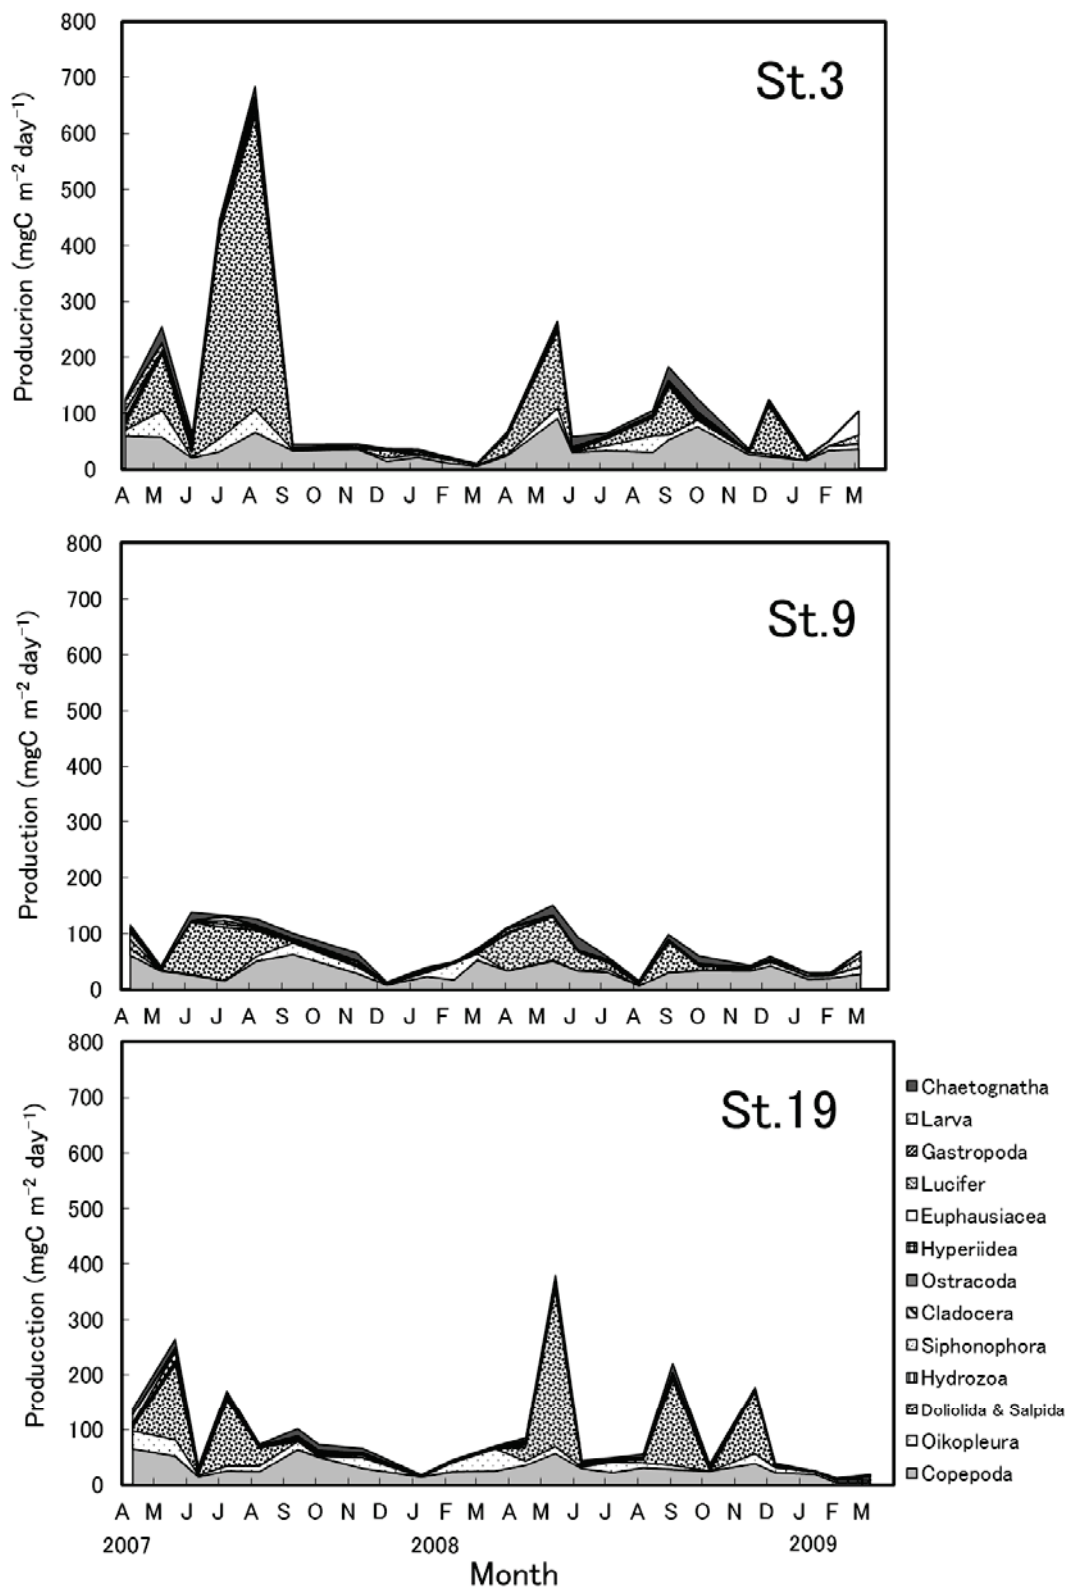 800
700
600
500
400
300
200
100
0
Producrion (mgC m⁻² day⁻¹)
St.3
A M J J A S O N D J F M A M J J A S O N D J F M
800
700
600
500
400
300
200
100
0
Production (mgC m⁻² day⁻¹)
St.9
A M J J A S O N D J F M A M J J A S O N D J F M
800
700
600
500
400
300
200
100
0
Producction (mgC m⁻² day⁻¹)
St.19
Chaetognatha
Larva
Gastropoda
Lucifer
Euphausiacea
Hyperiidea
Ostracoda
Cladocera
Siphonophora
Hydrozoa
Doliolida & Salpida
Oikopleura
Copepoda
A M J J A S O N D J F M A M J J A S O N D J F M
2007 2008 2009
Month